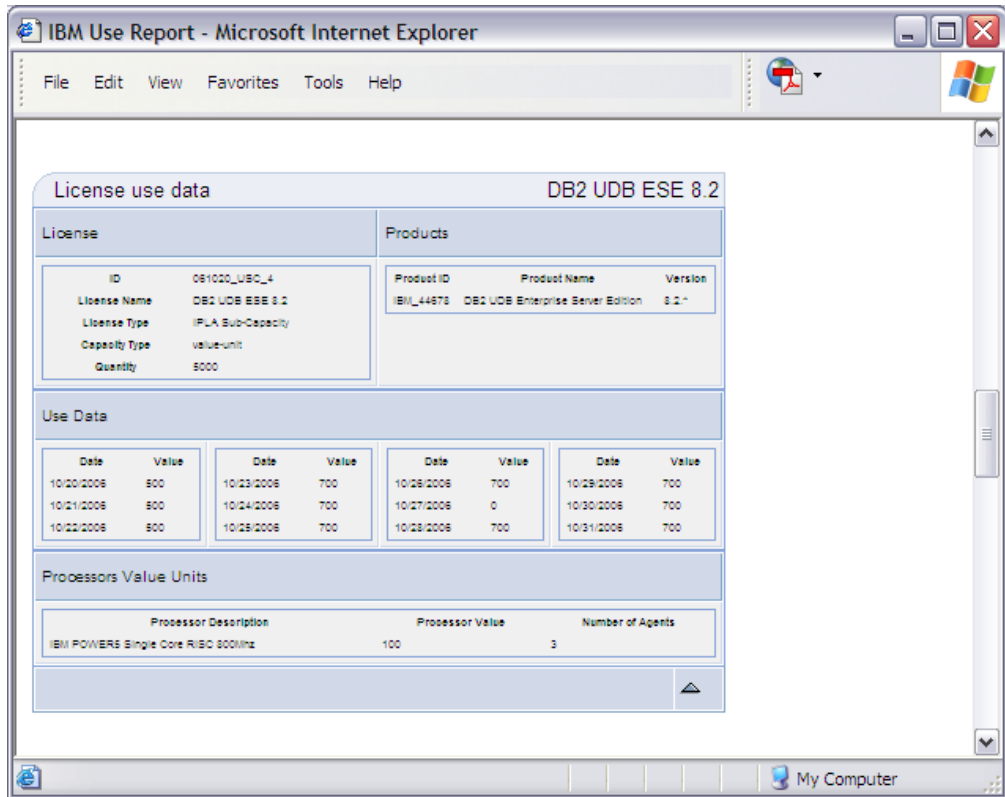 IBM Use Report - Microsoft Internet Explorer
File Edit View Favorites Tools Help
License use data DB2 UDB ESE 8.2
License Products
ID 061020_USC_4
License Name DB2 UDB ESE 8.2
License Type IPLA Sub-Capacity
Capacity Type value-unit
Quantity 5000
Product ID Product Name Version
IBM_44678 DB2 UDB Enterprise Server Edition 8.2.*
Use Data
Date Value Date Value Date Value Date Value
10/20/2006 500 10/23/2006 700 10/26/2006 700 10/29/2006 700
10/21/2006 500 10/24/2006 700 10/27/2006 0 10/30/2006 700
10/22/2006 500 10/25/2006 700 10/28/2006 700 10/31/2006 700
Processors Value Units
Processor Description Processor Value Number of Agents
IBM POWER5 Single Core RISC 800Mhz 100 3
My Computer